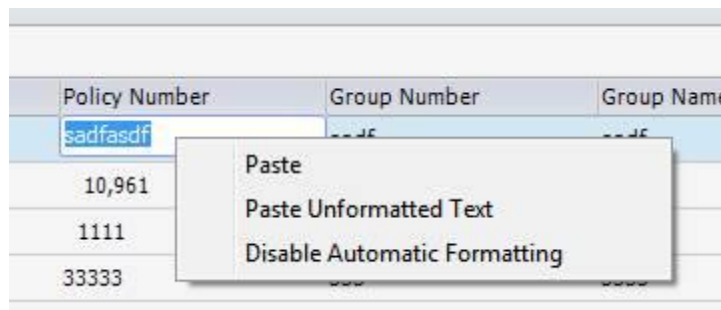 Policy Number Group Number Group Name
sadfasdf
Paste
10,961
Paste Unformatted Text
1111
Disable Automatic Formatting
33333